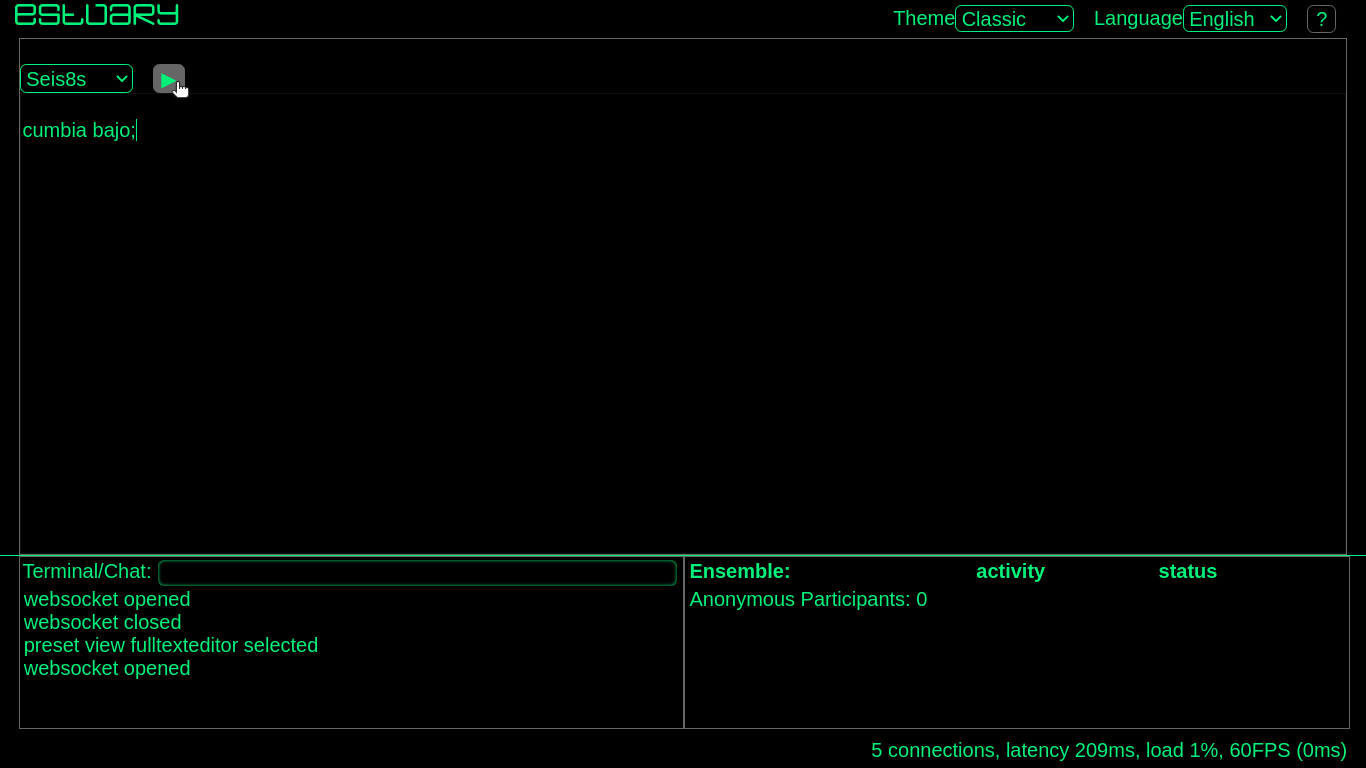 estuary
Theme Classic Language English ?
Seis8s ▶
cumbia bajo;
Terminal/Chat:
websocket opened
websocket closed
preset view fulltexteditor selected
websocket opened
Ensemble: activity status
Anonymous Participants: 0
5 connections, latency 209ms, load 1%, 60FPS (0ms)